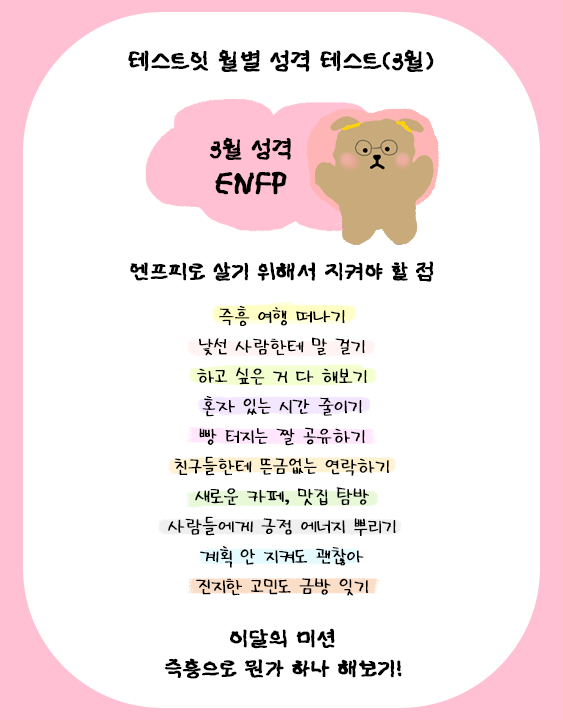 테스트잇 월별 성격 테스트(3월)
3월 성격
ENFP
엔프피로 살기 위해서 지켜야 할 점
즉흥 여행 떠나기
낯선 사람한테 말 걸기
하고 싶은 거 다 해보기
혼자 있는 시간 줄이기
빵 터지는 짤 공유하기
친구들한테 뜬금없는 연락하기
새로운 카페, 맛집 탐방
사람들에게 긍정 에너지 뿌리기
계획 안 지켜도 괜찮아
진지한 고민도 금방 잊기
이달의 미션
즉흥으로 뭔가 하나 해보기!